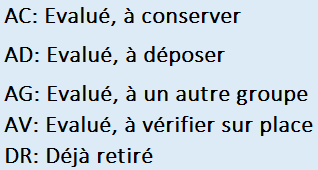 AC: Evalué, à conserver
AD: Evalué, à déposer
AG: Evalué, à un autre groupe
AV: Evalué, à vérifier sur place
DR: Déjà retiré